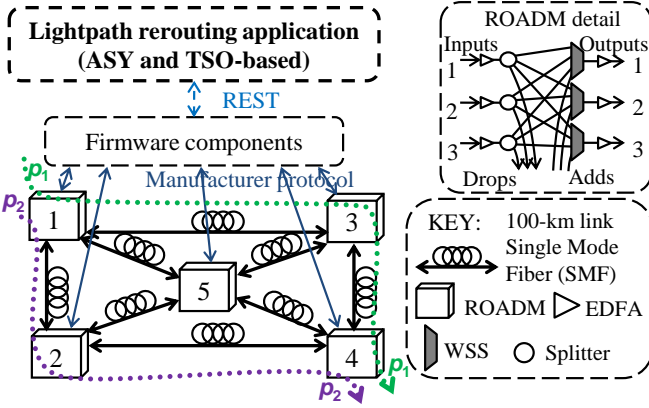 Lightpath rerouting application
(ASY and TSO-based)
REST
Firmware components
Manufacturer protocol
p1
p2
1
3
5
2
4
p1
p2
ROADM detail
Inputs
Outputs
1
1
2
2
3
3
Drops
Adds
KEY:
100-km link
Single Mode
Fiber (SMF)
ROADM
EDFA
WSS
Splitter